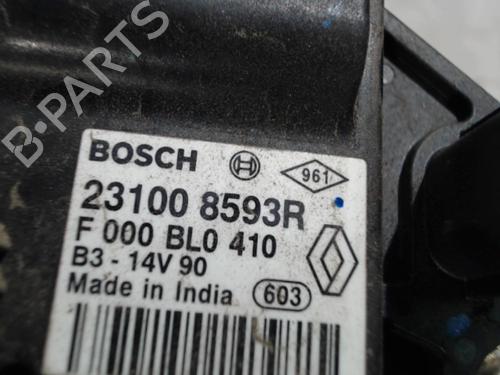 B-PARTS
BOSCH 961
23100 8593R
F 000 BL0 410
B3 - 14V 90
Made in India 603